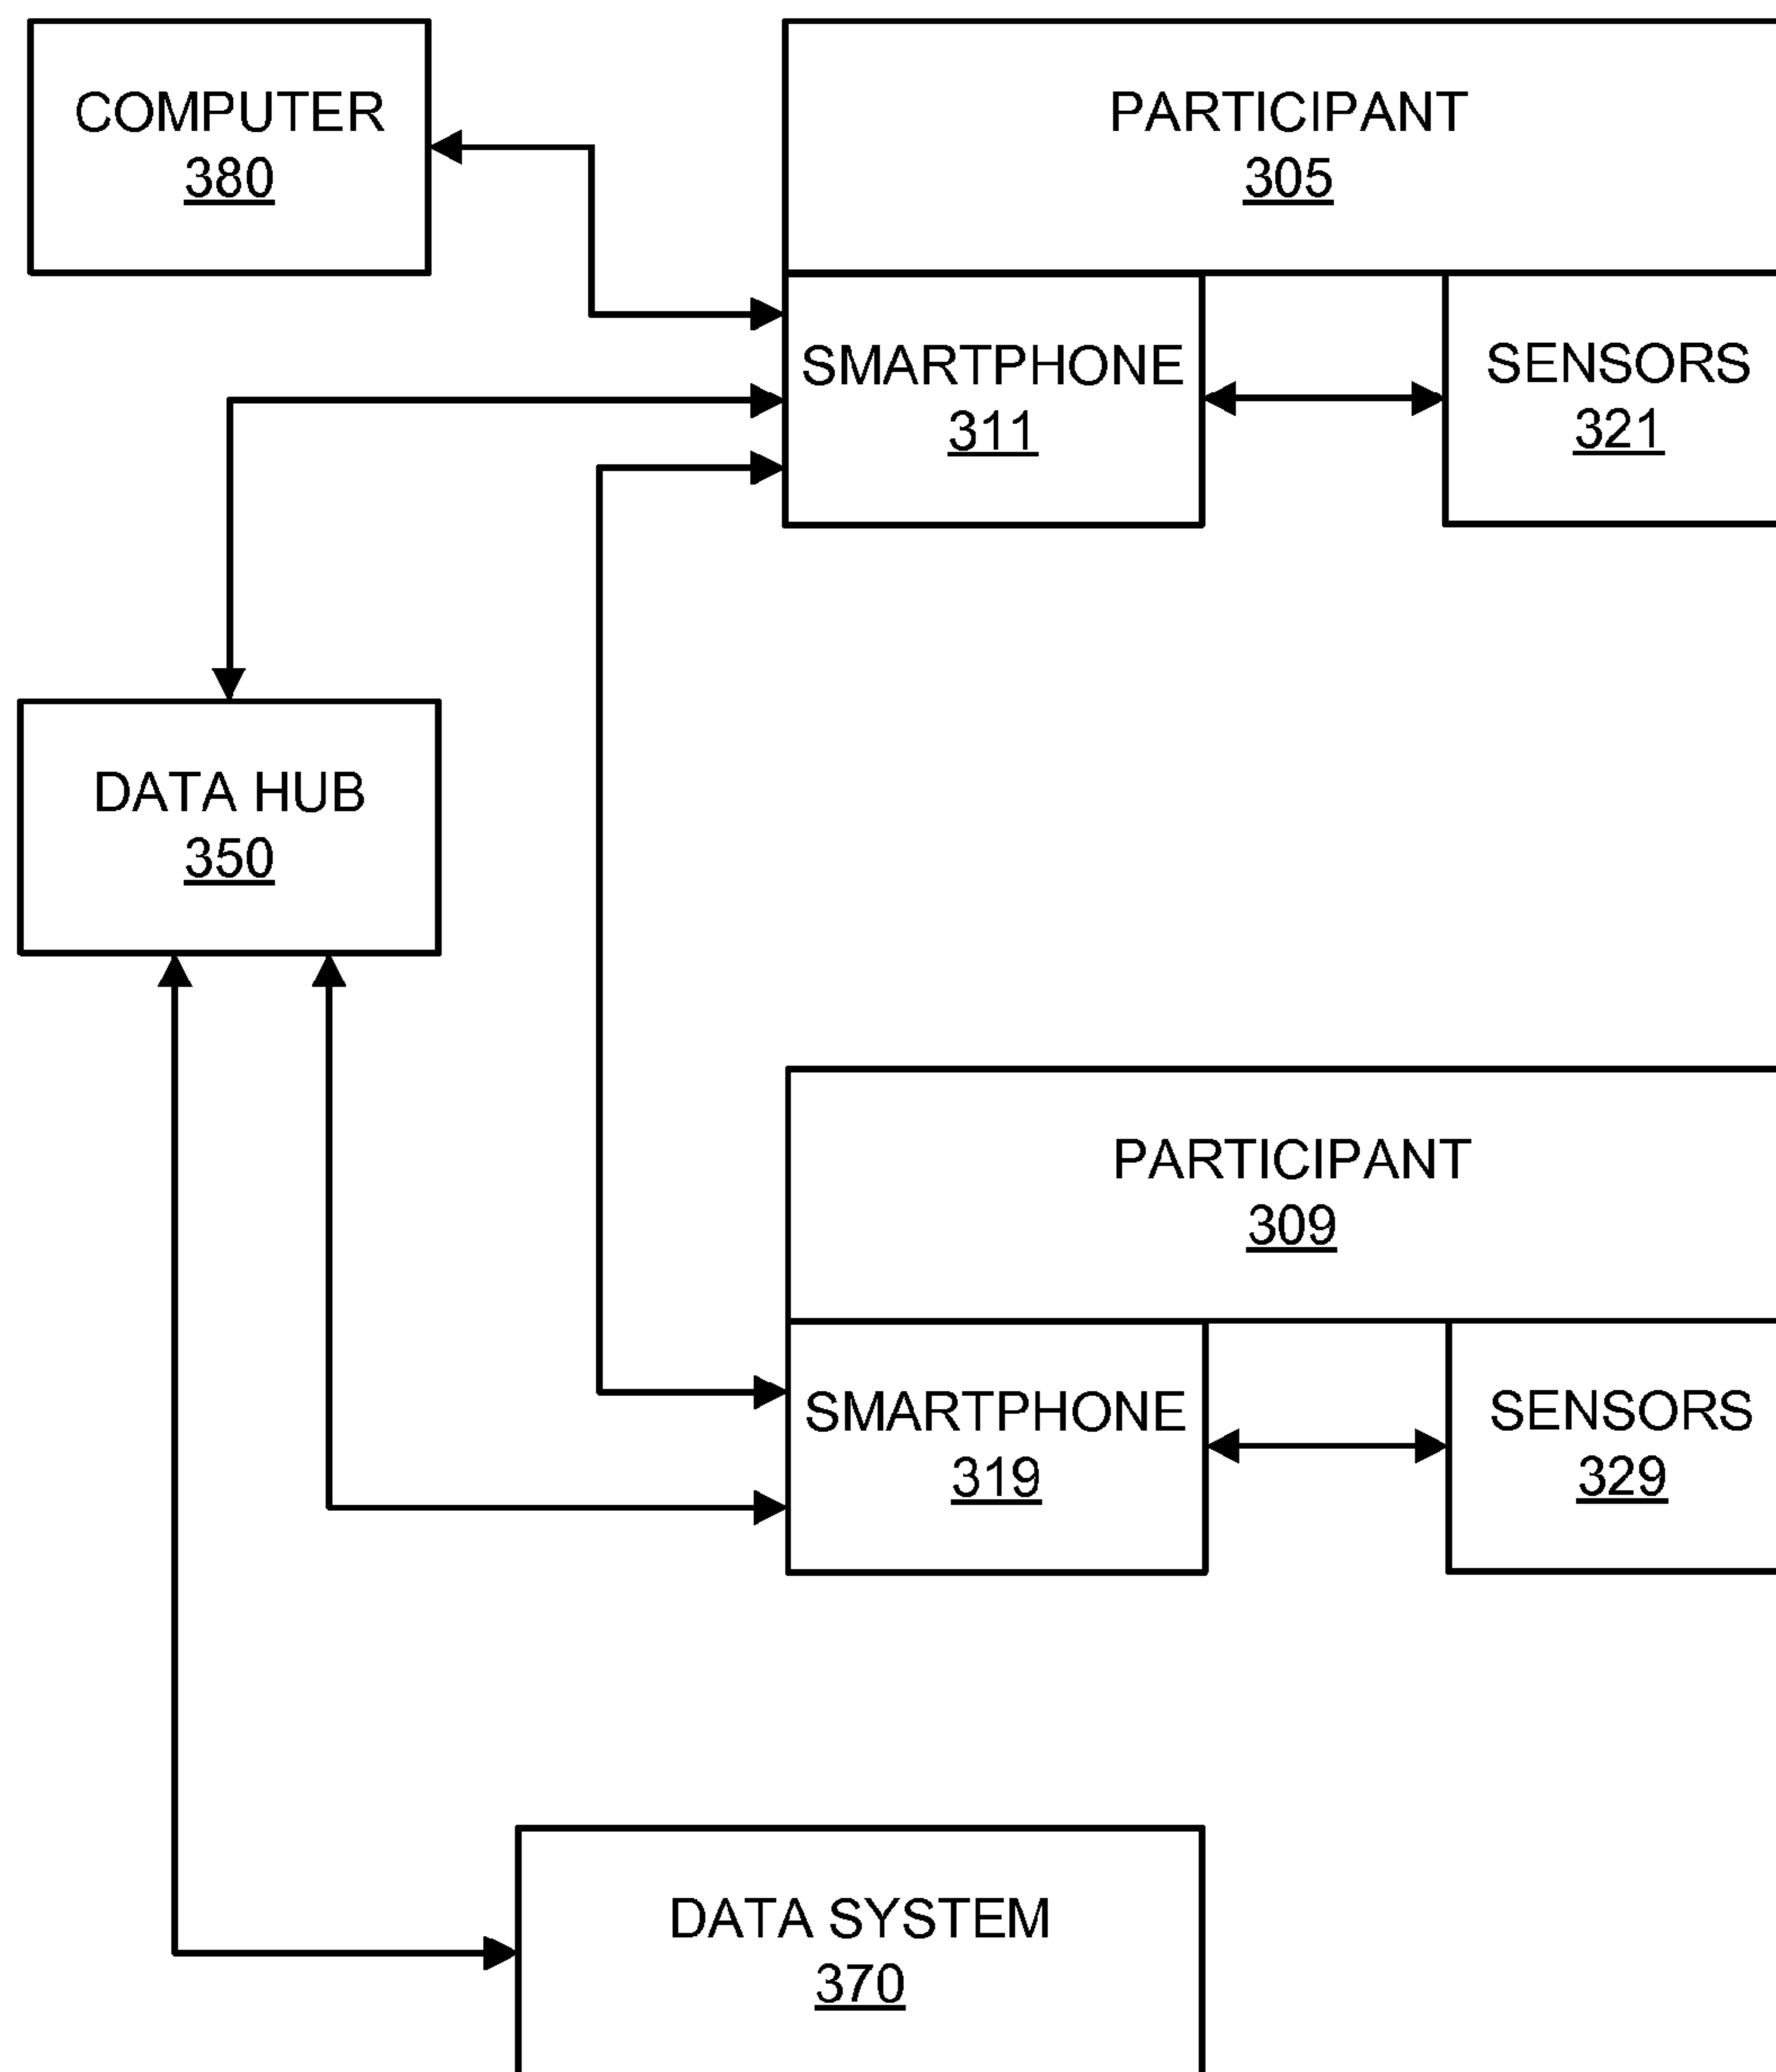 COMPUTER
380
PARTICIPANT
305
SMARTPHONE
311
SENSORS
321
DATA HUB
350
PARTICIPANT
309
SMARTPHONE
319
SENSORS
329
DATA SYSTEM
370